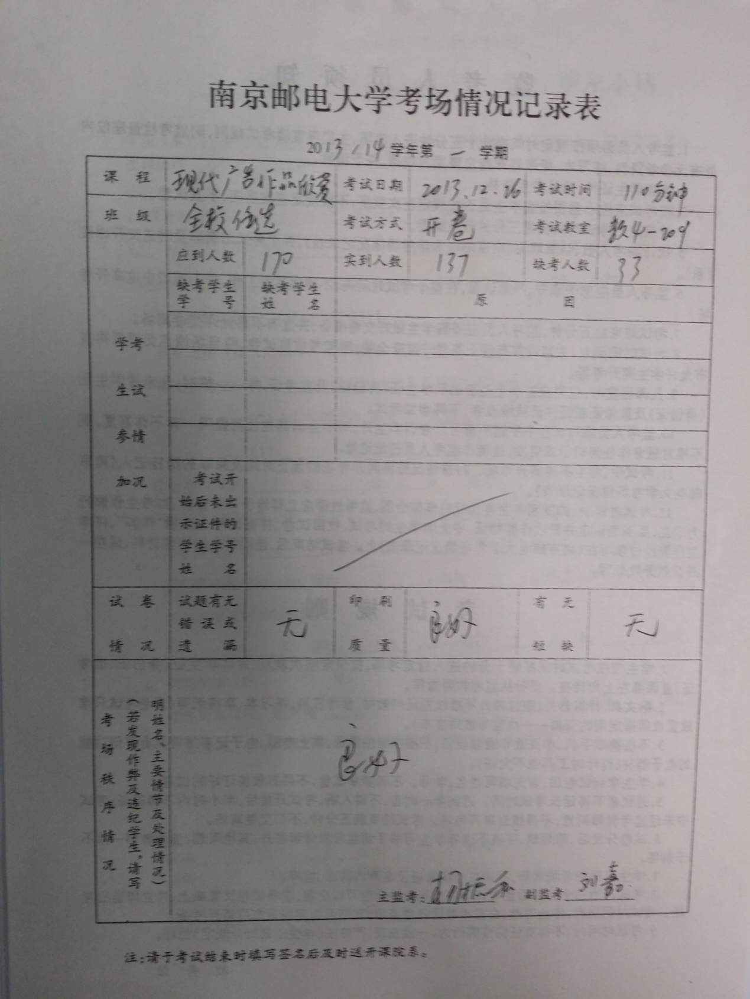 南京邮电大学考场情况记录表
2013/14学年第 一 学期
课程 现代广告作品欣赏 考试日期 2013.12.26 考试时间 110分钟
班级 全校任选 考试方式 开卷 考试教室 教4-209
应到人数 170 实到人数 137 缺考人数 33
缺考学生学号 缺考学生姓名 原因
学生参加考试情况
考试开
始后未出
示证件的
学生学号
姓名
试卷情况 试题有无错误或遗漏 无 印刷质量 良好 有无短缺 无
考场秩序情况
(若发现作弊及违纪学生。请写
明姓名、主要情节及处理情况)
良好
主监考: 副监考 刘嘉
注:请于考试结束时填写签名后及时送开课院系。